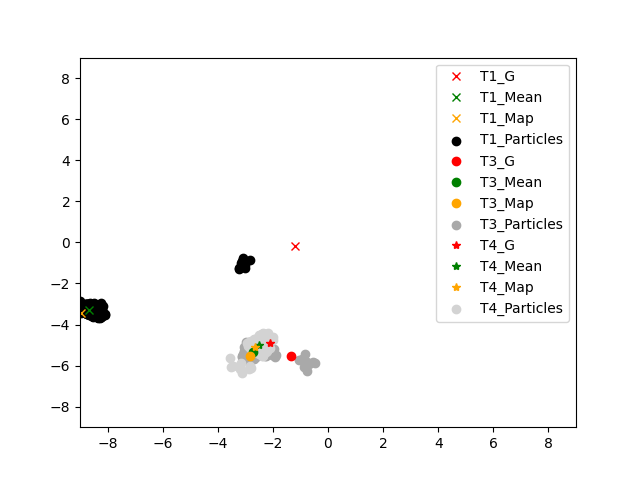 8
6
4
2
0
−2
−4
−6
−8
−8
−6
−4
−2
0
2
4
6
8
T1_G
T1_Mean
T1_Map
T1_Particles
T3_G
T3_Mean
T3_Map
T3_Particles
T4_G
T4_Mean
T4_Map
T4_Particles